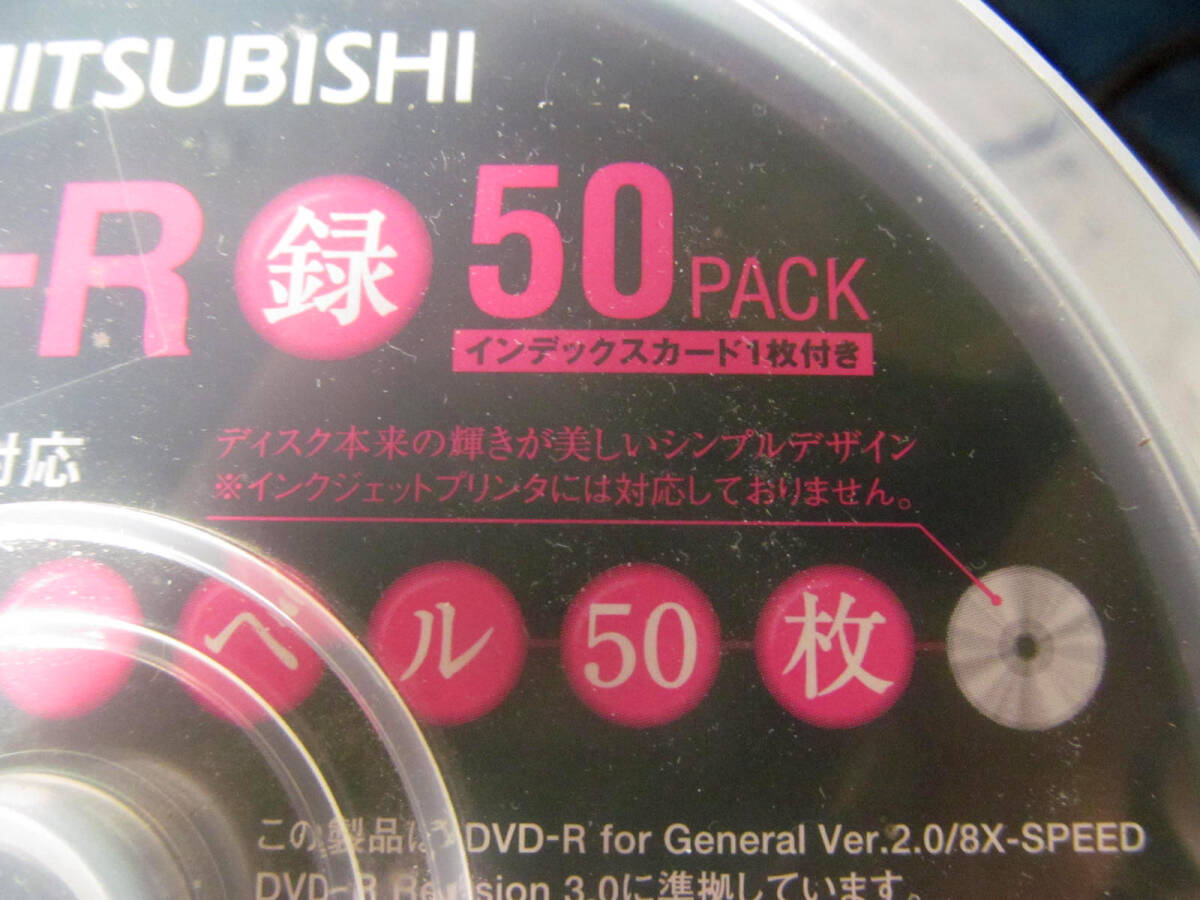 MITSUBISHI
-R 録 50 PACK
インデックスカード1枚付き
対応
ディスク本来の輝きが美しいシンプルデザイン
※インクジェットプリンタには対応しておりません。
ベル50枚
この製品は DVD-R for General Ver.2.0/8X-SPEED
DVD-R Revision 3.0に準拠しています。